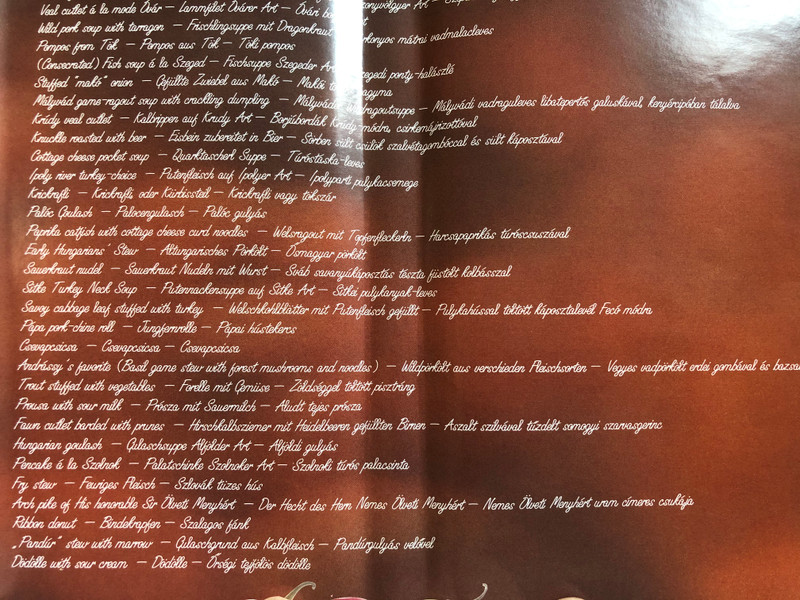 Veal cutlet á la mode Óvár — Lammfilet Óvárer Art — Óvári
Wild pork soup with tarragon — Frischlingsuppe mit Dragonkraut árkonyos mátrai vadmalacleves
Pompos from Tök — Pompos aus Tök — Töki pompos
(Consecrated) Fish soup á la Szeged — Fischsuppe Szegeder Art szegedi ponty-halászlé
Stuffed "makó" onion — Gefüllte Zwiebel aus Makó — Makói hagyma
Mályvád game-ragout soup with crackling dumpling — Mályvád ragoutsuppe — Mályvádi vadraguleves libatepertős galuskával, kenyércipóban tálalva
Krúdy veal cutlet — Kalbrippen auf Krudy Art — Borjúbordák Krúdy-módra csirkemájrizottóval
Knuckle roasted with beer — Eisbein zubereitet in Bier — Sörben sült csülök szalvétagombóccal és sült káposztával
Cottage cheese pocket soup — Quarktascherl Suppe — Túróstáska-leves
Ipoly river turkey-choice — Putenfleisch auf Ipolyer Art — Ipolyparti pulykacsemege
Krickrafli — Krickrafli oder Kürbissteil — Krickrafli vagy tökszár
Palóc Goulash — Palocengulasch — Palóc gulyás
Paprika catfish with cottage cheese curd noodles — Welsragout mit Topfenfleckerln — Harcsapaprikás túróscsuszával
Early Hungarians' Stew — Altungarisches Pörkölt — Ősmagyar pörkölt
Sauerkraut nudel — Sauerkraut Nudeln mit Wurst — Sváb savanyúkáposztás tészta füstölt kolbásszal
Sitke Turkey Neck Soup — Putennackensuppe auf Sitke Art — Sitkei pulykanyak-leves
Savoy cabbage leaf stuffed with turkey — Welschkohlblätter mit Putenfleisch gefüllt — Pulykahússal töltött káposztalevél Fecó módra
Pápa pork-chine roll — Jungfernrolle — Pápai hústekercs
Csevapcsicsa — Csevapcsicsa — Csevapcsicsa
Andrássy's favorite (Basil game stew with forest mushrooms and noodles) — Wildpörkölt aus verschieden Fleischsorten — Vegyes vadpörkölt erdei gombával és
Trout stuffed with vegetables — Forelle mit Gemüse — Zöldséggel töltött pisztráng
Prousa with sour milk — Prósza mit Sauermilch — Aludt tejes prósza
Fawn cutlet barded with prunes — Hirschkalbsziemer mit Heidelbeeren gefüllten Birnen — Aszalt szilvával tűzdelt somogyi szarvasgerinc
Hungarian goulash — Gulaschsuppe Alfölder Art — Alföldi gulyás
Pencake á la Szolnok — Palatschinke Szolnoker Art — Szolnoki túrós palacsinta
Fry stew — Feuriges Fleisch — Szlovák tüzes hús
Arch pike of His honorable Sir Ölveti Menyhért — Der Hecht des Herrn Nemes Ölveti Menyhért — Nemes Ölveti Menyhért uram címeres csukája
Ribbon donut — Bindekrapfen — Szalagos fánk
„Pandúr" stew with marrow — Gulaschgrund aus Kalbfleisch — Pandúrgulyás velővel
Dödölle with sour cream — Dödölle — Őrségi tejfölös dödölle